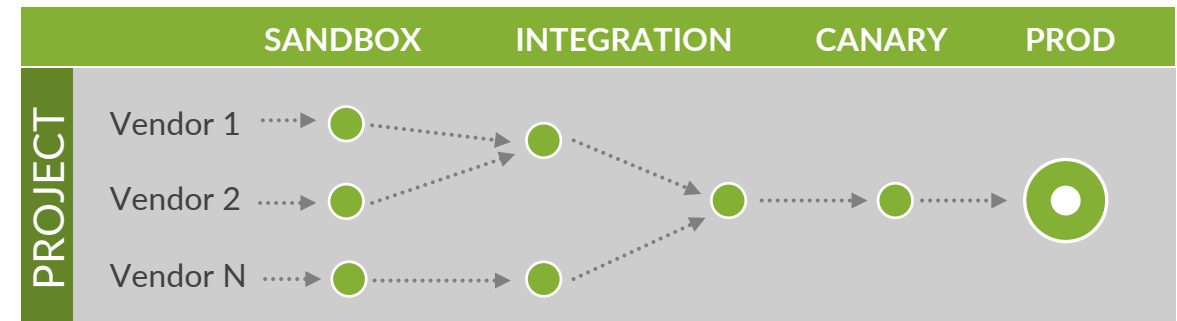 SANDBOX INTEGRATION CANARY PROD
PROJECT
Vendor 1
Vendor 2
Vendor N